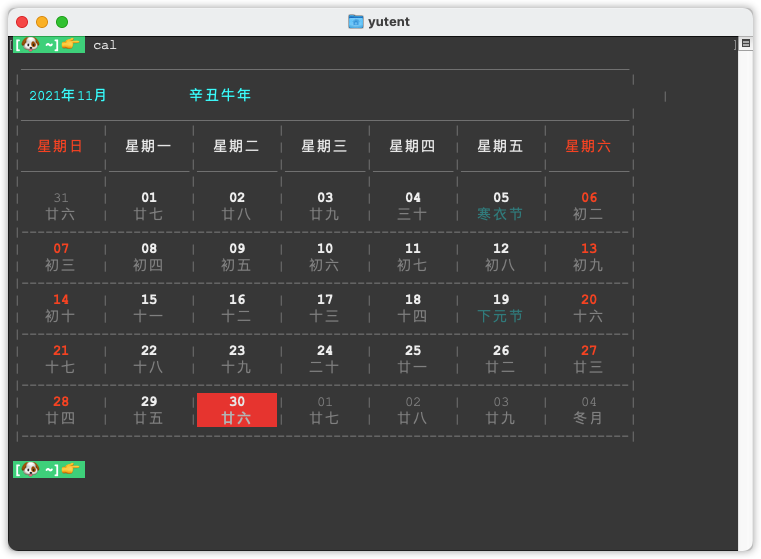 yutent
[🐶 ~]👉 cal
2021年11月 辛丑牛年
星期日 星期一 星期二 星期三 星期四 星期五 星期六
31 01 02 03 04 05 06
廿六 廿七 廿八 廿九 三十 寒衣节 初二
07 08 09 10 11 12 13
初三 初四 初五 初六 初七 初八 初九
14 15 16 17 18 19 20
初十 十一 十二 十三 十四 下元节 十六
21 22 23 24 25 26 27
十七 十八 十九 二十 廿一 廿二 廿三
28 29 30 01 02 03 04
廿四 廿五 廿六 廿七 廿八 廿九 冬月
[🐶 ~]👉